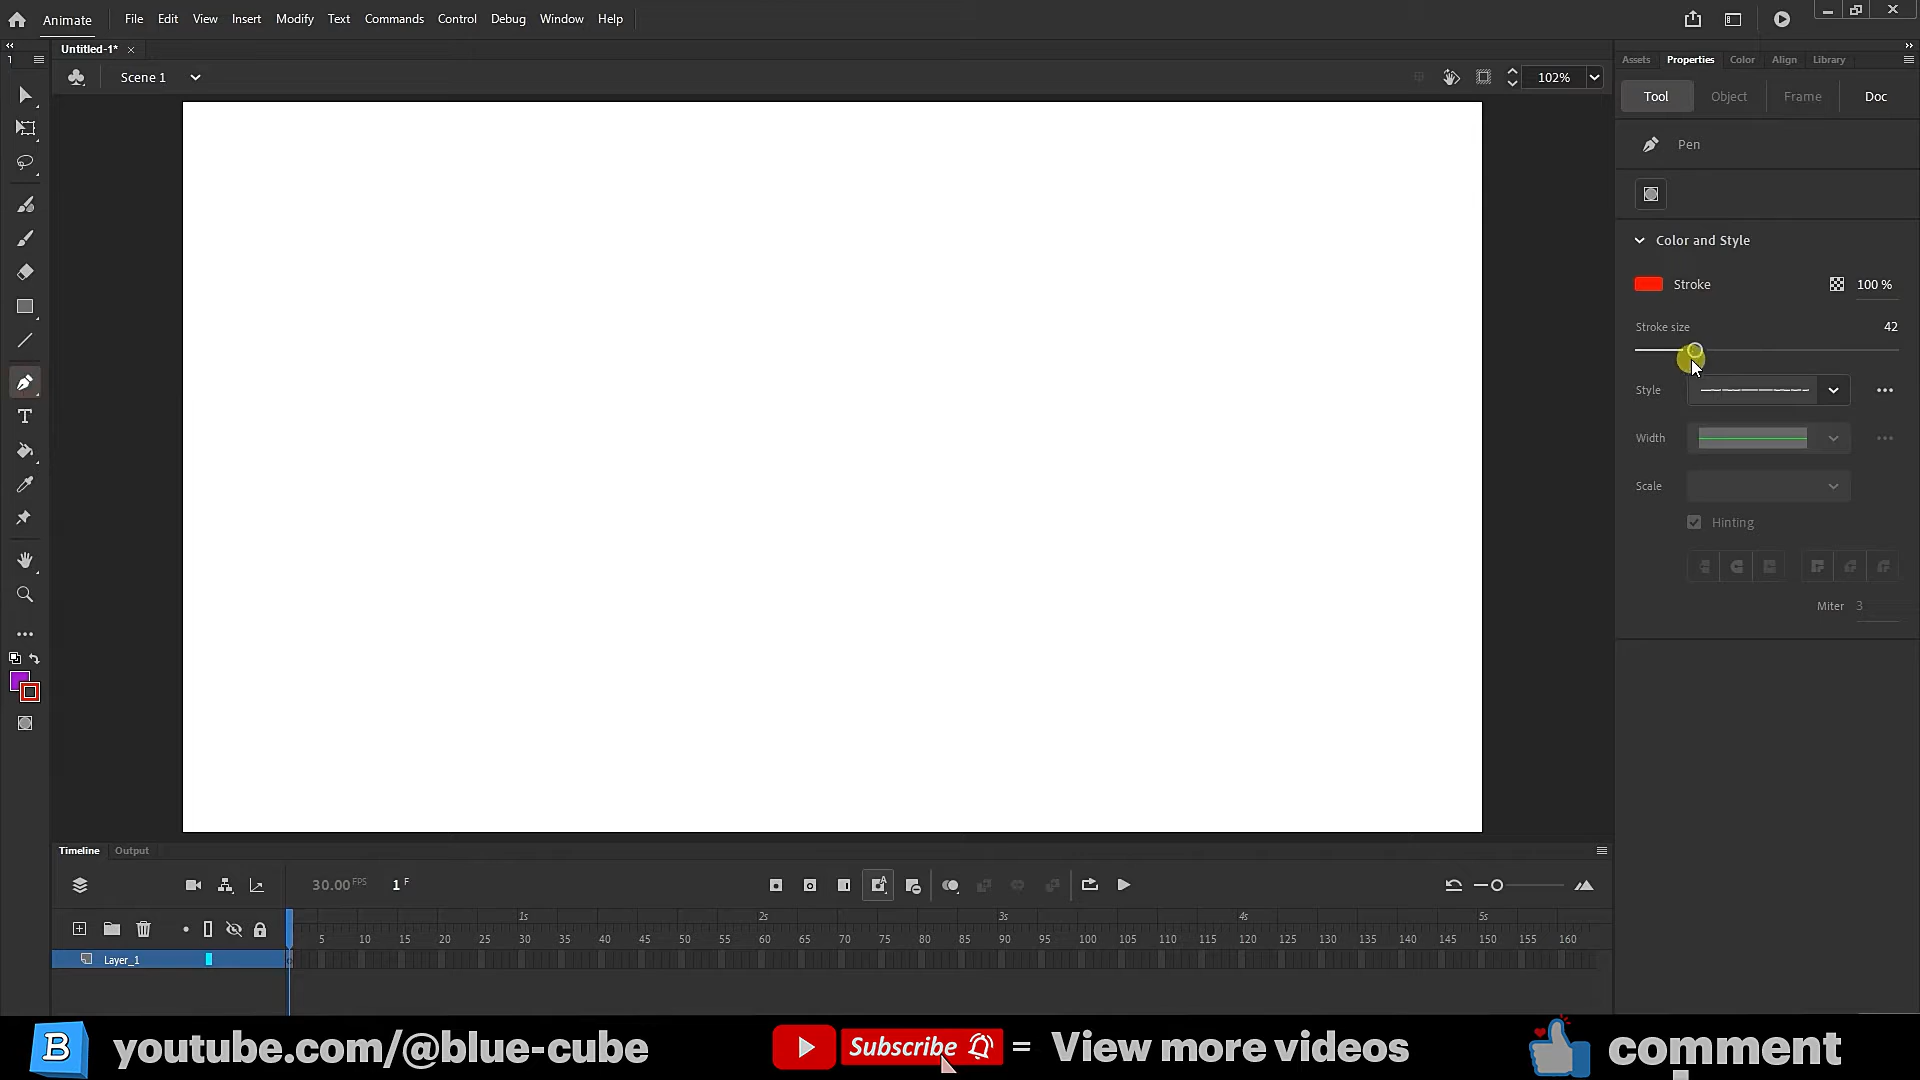 Animate File Edit View Insert Modify Text Commands Control Debug Window Help
Untitled-1*
Scene 1
102%
Assets Properties Color Align Library
Tool Object Frame Doc
Pen
Color and Style
Stroke 100 %
Stroke size 42
Style
Width
Scale
Hinting
Miter 3
Timeline Output
30.00 FPS 1 F
1s 2s 3s 4s 5s
5 10 15 20 25 30 35 40 45 50 55 60 65 70 75 80 85 90 95 100 105 110 115 120 125 130 135 140 145 150 155 160
Layer_1
B youtube.com/@blue-cube Subscribe = View more videos comment